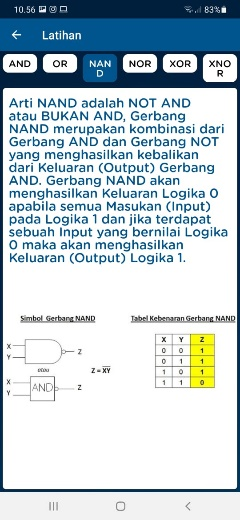 10.56 83%
Latihan
AND OR NAN NOR XOR XNO
D R
Arti NAND adalah NOT AND
atau BUKAN AND, Gerbang
NAND merupakan kombinasi dari
Gerbang AND dan Gerbang NOT
yang menghasilkan kebalikan
dari Keluaran (Output) Gerbang
AND. Gerbang NAND akan
menghasilkan Keluaran Logika 0
apabila semua Masukan (Input)
pada Logika 1 dan jika terdapat
sebuah Input yang bernilai Logika
0 maka akan menghasilkan
Keluaran (Output) Logika 1.
Simbol Gerbang NAND Tabel Kebenaran Gerbang NAND
X
Y Z
atau
Z = X̅Y̅
X
Y AND Z
X Y Z
0 0 1
0 1 1
1 0 1
1 1 0